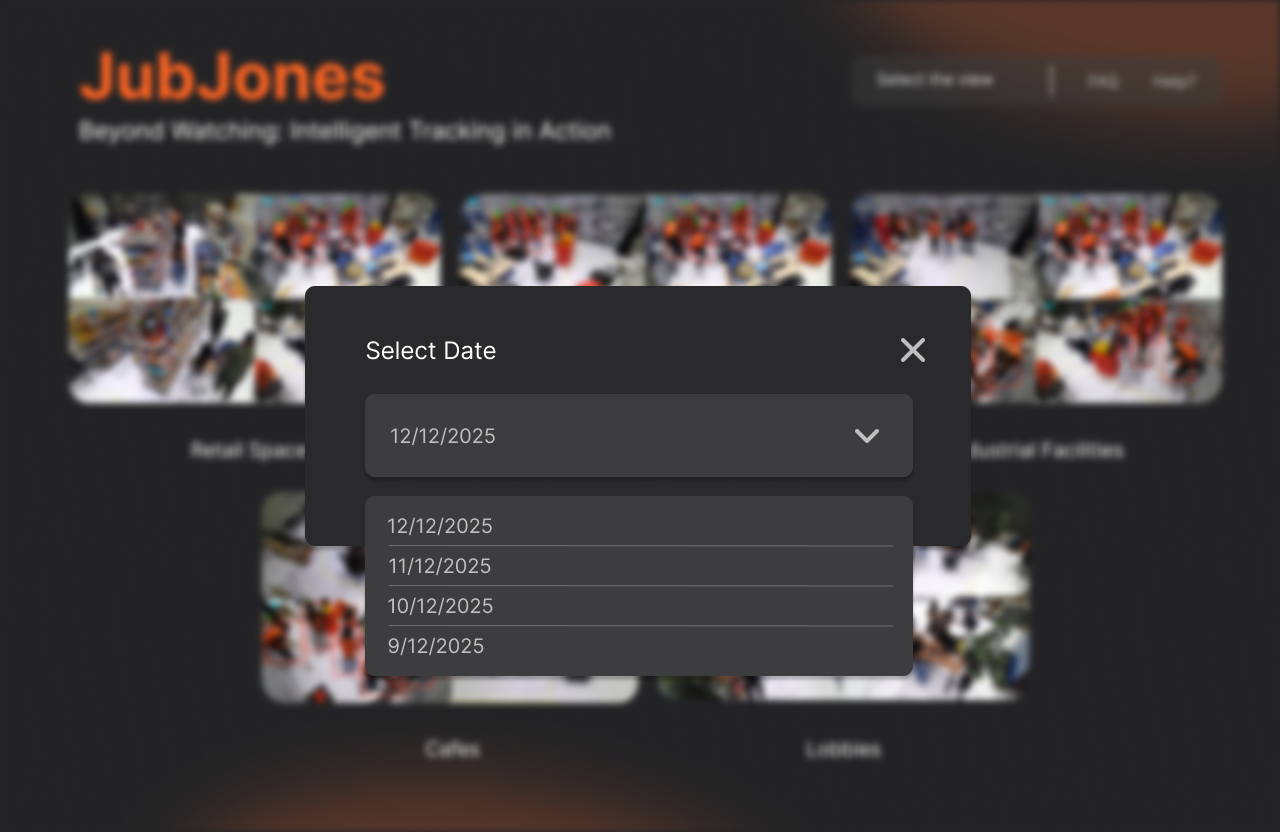 JubJones
Beyond Watching: Intelligent Tracking in Action
Select the view
FAQ
Help?
Select Date
12/12/2025
12/12/2025
11/12/2025
10/12/2025
9/12/2025
Retail Space
dustrial Facilities
Cafes
Lobbies